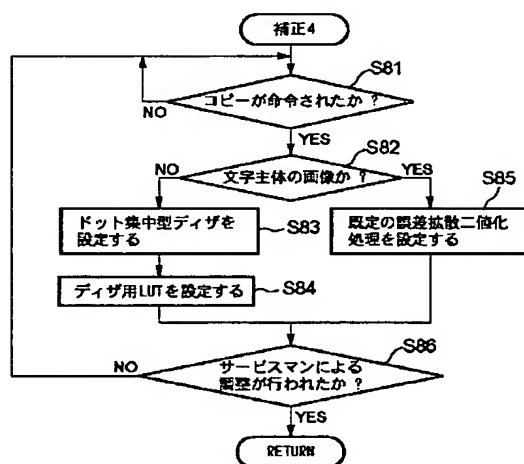 補正4
S81
コピーが命令されたか ?
NO
YES
S82
文字主体の画像か ?
NO
YES
S85
ドット集中型ディザを
設定する
S83
既定の誤差拡散二値化
処理を設定する
ディザ用LUTを設定する
S84
S86
サービスマンによる
調整が行われたか ?
NO
YES
RETURN